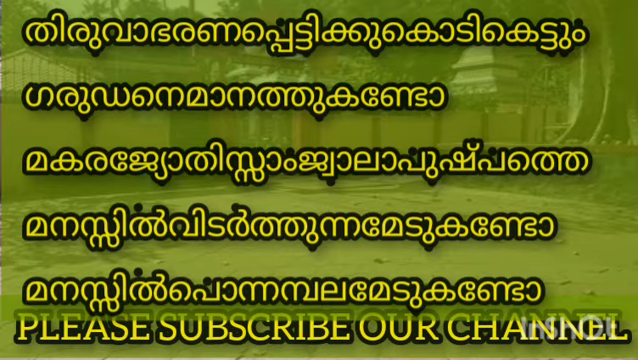 തിരുവാഭരണപ്പെട്ടിക്കുകൊടികെട്ടും
ഗരുഡനെമാനത്തുകണ്ടോ
മകരജ്യോതിസ്സാംജ്വാലാപുഷ്പത്തെ
മനസ്സിൽവിടർത്തുന്നമേടുകണ്ടോ
മനസ്സിൽപൊന്നമ്പലമേടുകണ്ടോ
PLEASE SUBSCRIBE OUR CHANNEL